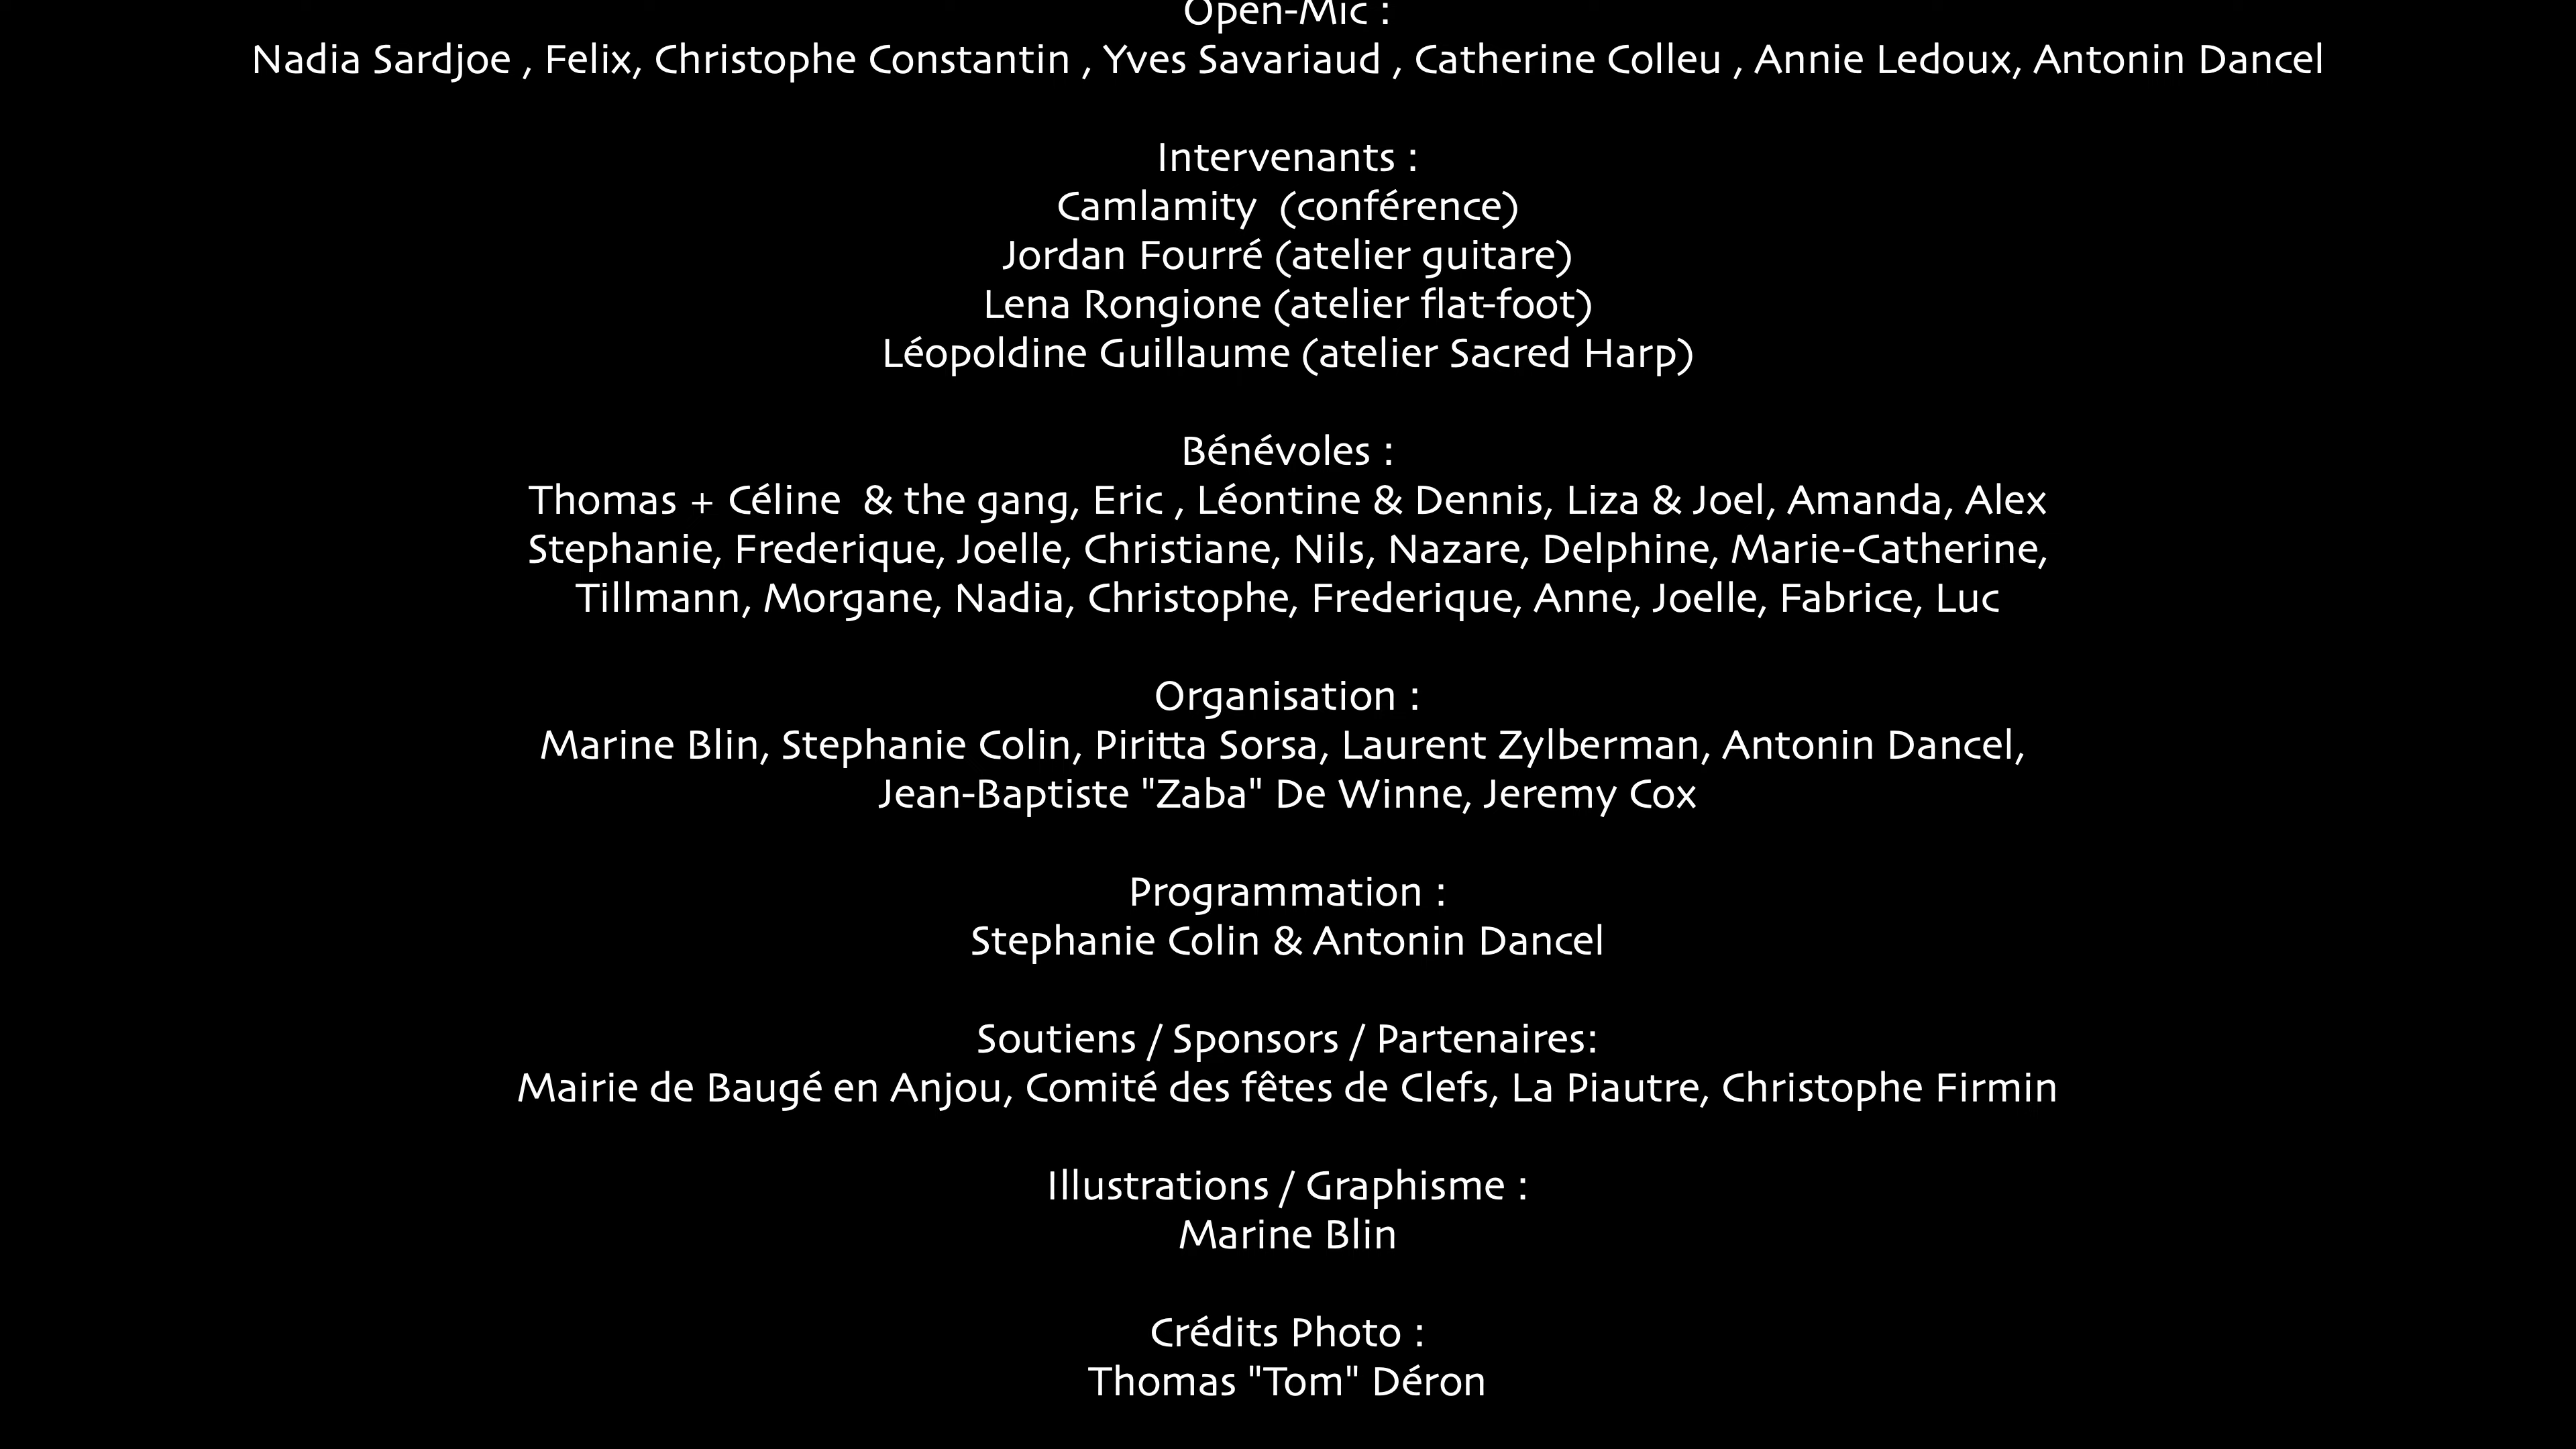 Open-Mic :
Nadia Sardjoe , Felix, Christophe Constantin , Yves Savariaud , Catherine Colleu , Annie Ledoux, Antonin Dancel
Intervenants :
Camlamity  (conférence)
Jordan Fourré (atelier guitare)
Lena Rongione (atelier flat-foot)
Léopoldine Guillaume (atelier Sacred Harp)
Bénévoles :
Thomas + Céline  & the gang, Eric , Léontine & Dennis, Liza & Joel, Amanda, Alex
Stephanie, Frederique, Joelle, Christiane, Nils, Nazare, Delphine, Marie-Catherine,
Tillmann, Morgane, Nadia, Christophe, Frederique, Anne, Joelle, Fabrice, Luc
Organisation :
Marine Blin, Stephanie Colin, Piritta Sorsa, Laurent Zylberman, Antonin Dancel,
Jean-Baptiste "Zaba" De Winne, Jeremy Cox
Programmation :
Stephanie Colin & Antonin Dancel
Soutiens / Sponsors / Partenaires:
Mairie de Baugé en Anjou, Comité des fêtes de Clefs, La Piautre, Christophe Firmin
Illustrations / Graphisme :
Marine Blin
Crédits Photo :
Thomas "Tom" Déron